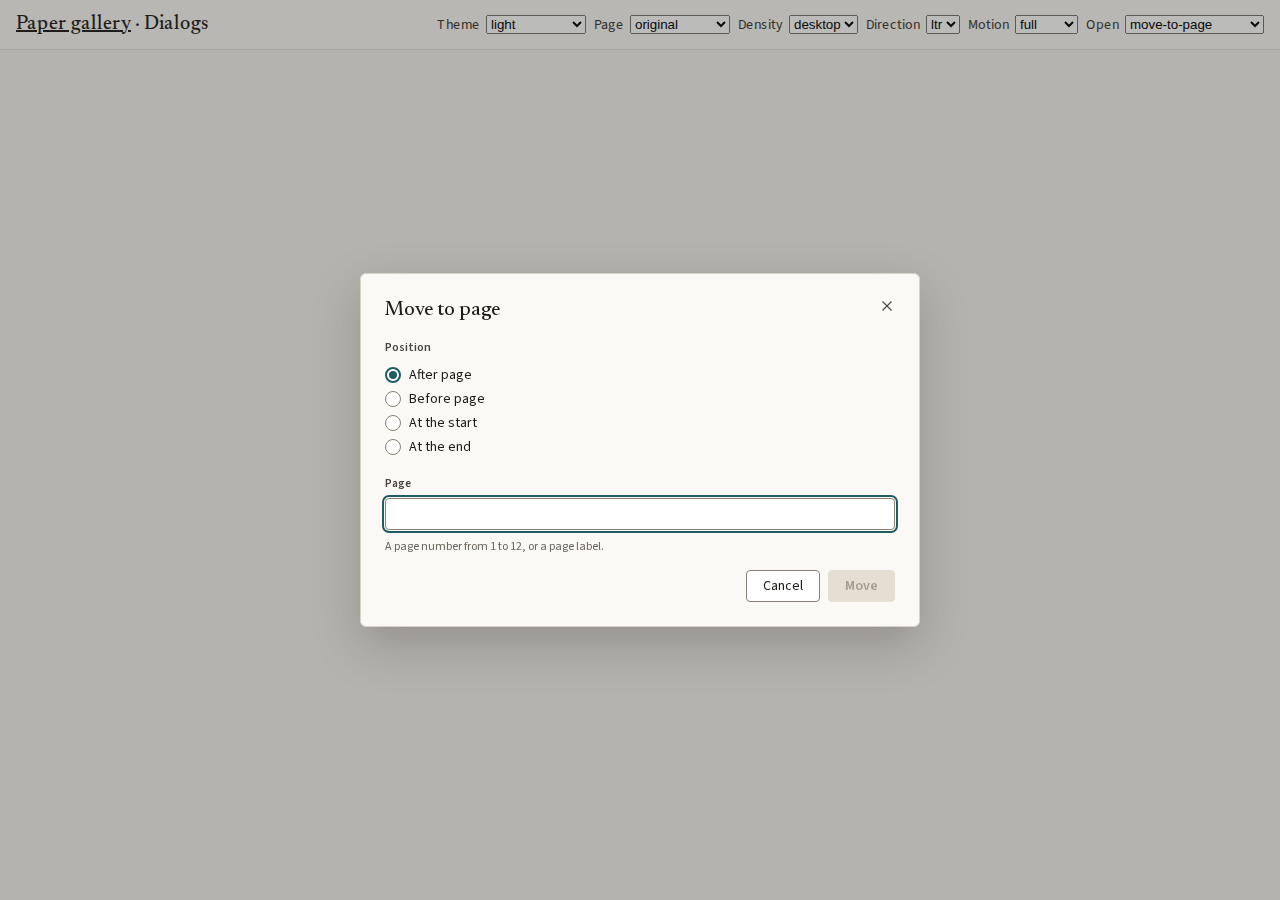 Paper gallery · Dialogs
Theme light Page original Density desktop Direction ltr Motion full Open move-to-page
Move to page
Position
After page
Before page
At the start
At the end
Page
A page number from 1 to 12, or a page label.
Cancel Move